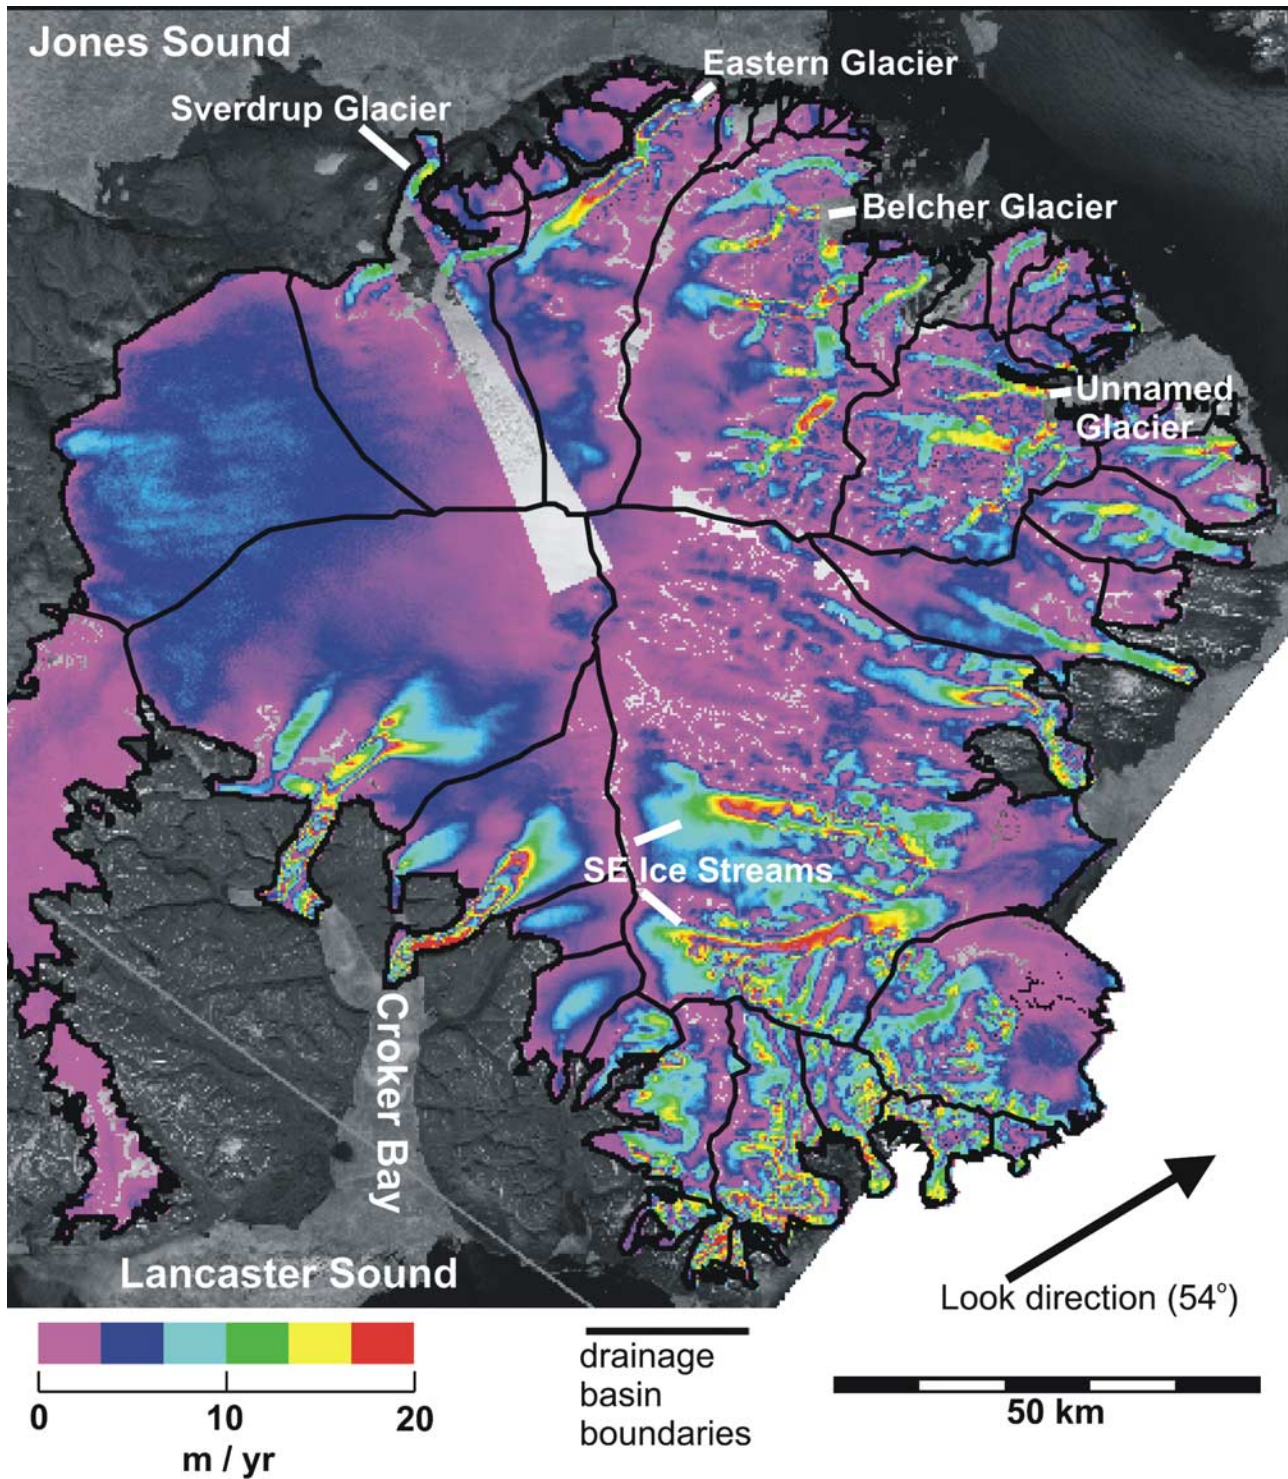 Jones Sound
Eastern Glacier
Sverdrup Glacier
Belcher Glacier
Unnamed
Glacier
SE Ice Streams
Croker Bay
Lancaster Sound
Look direction (54°)
0 10 20
m / yr
drainage
basin
boundaries
50 km